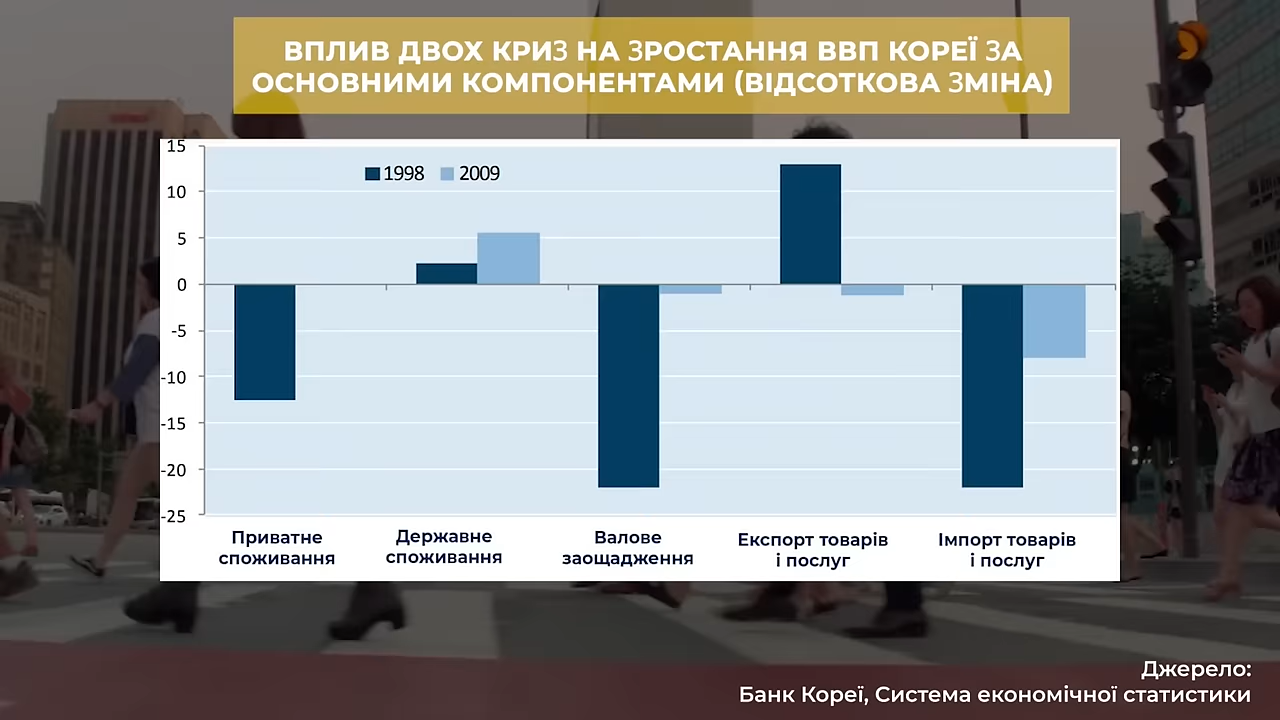 ВПЛИВ ДВОХ КРИЗ НА ЗРОСТАННЯ ВВП КОРЕЇ ЗА
ОСНОВНИМИ КОМПОНЕНТАМИ (ВІДСОТКОВА ЗМІНА)
15
1998 2009
10
5
0
-5
-10
-15
-20
-25
Приватне
споживання
Державне
споживання
Валове
заощадження
Експорт товарів
і послуг
Імпорт товарів
і послуг
Джерело:
Банк Кореї, Система економічної статистики